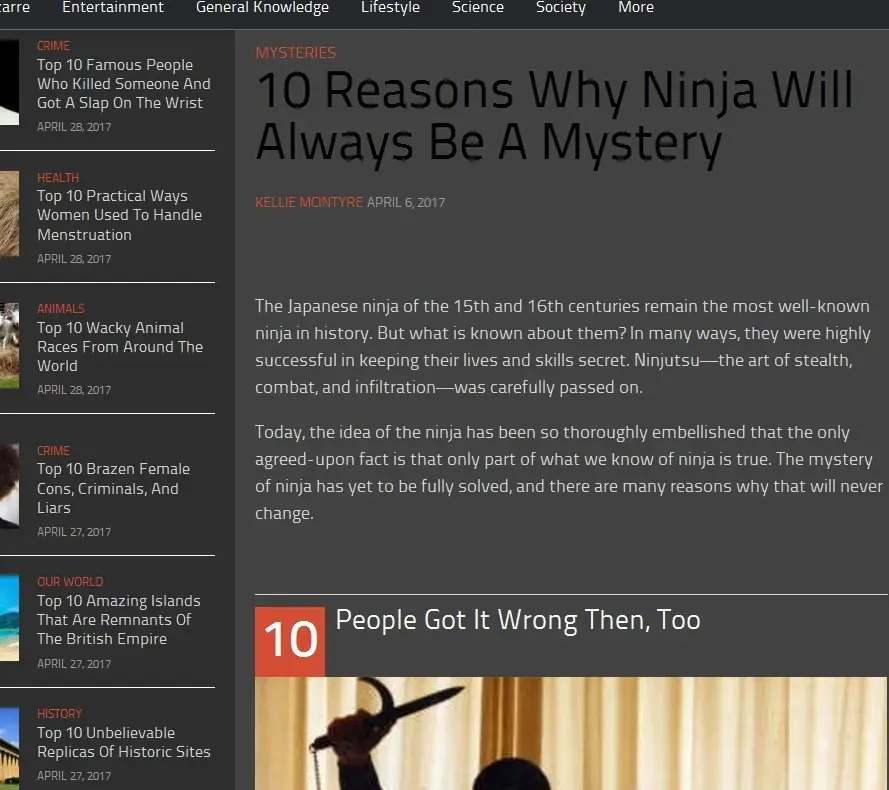 Entertainment
General Knowledge
Lifestyle
Science
Society
More
CRIME
Top 10 Famous People
Who Killed Someone And
Got A Slap On The Wrist
APRIL 28, 2017
HEALTH
Top 10 Practical Ways
Women Used To Handle
Menstruation
APRIL 28, 2017
ANIMALS
Top 10 Wacky Animal
Races From Around The
World
APRIL 28, 2017
CRIME
Top 10 Brazen Female
Cons, Criminals, And
Liars
APRIL 27, 2017
OUR WORLD
Top 10 Amazing Islands
That Are Remnants Of
The British Empire
APRIL 27, 2017
HISTORY
Top 10 Unbelievable
Replicas Of Historic Sites
APRIL 27, 2017
MYSTERIES
10 Reasons Why Ninja Will
Always Be A Mystery
KELLIE MCINTYRE APRIL 6, 2017
The Japanese ninja of the 15th and 16th centuries remain the most well-known
ninja in history. But what is known about them? In many ways, they were highly
successful in keeping their lives and skills secret. Ninjutsu—the art of stealth,
combat, and infiltration—was carefully passed on.
Today, the idea of the ninja has been so thoroughly embellished that the only
agreed-upon fact is that only part of what we know of ninja is true. The mystery
of ninja has yet to be fully solved, and there are many reasons why that will never
change.
10 People Got It Wrong Then, Too